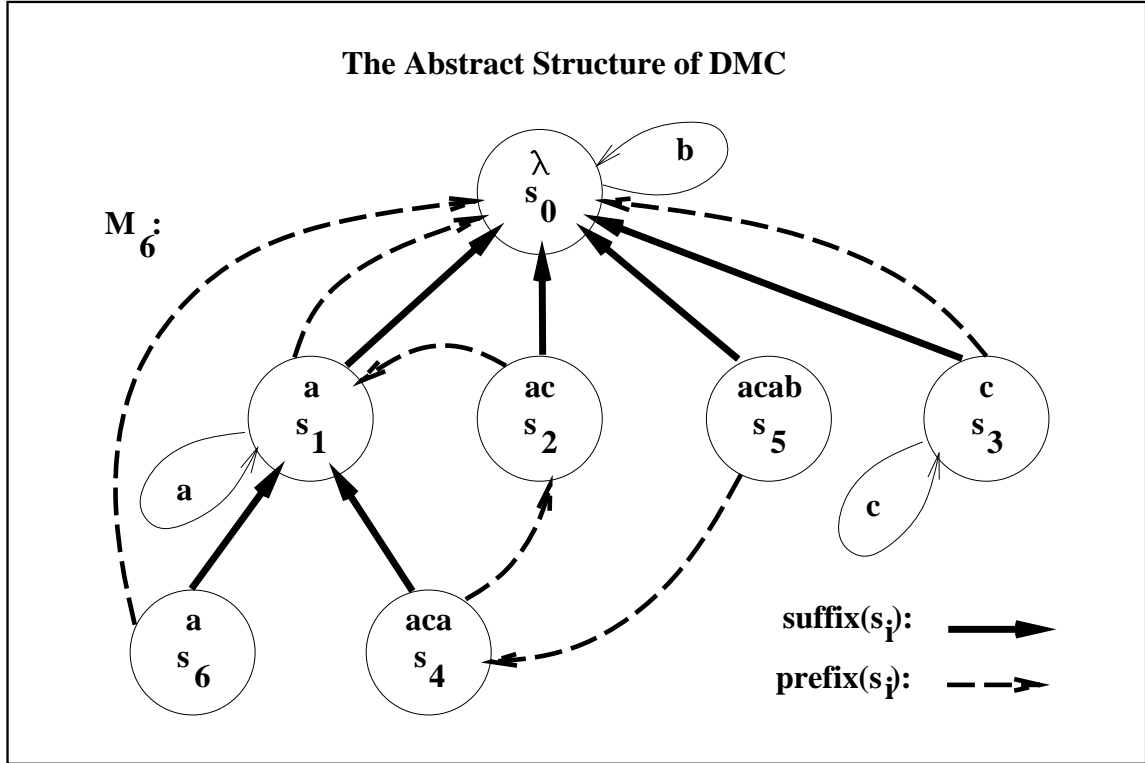 The Abstract Structure of DMC
λ
s0
b
M6:
a
s1
ac
s2
acab
s5
c
s3
a
c
a
s6
aca
s4
suffix(si):
prefix(si):